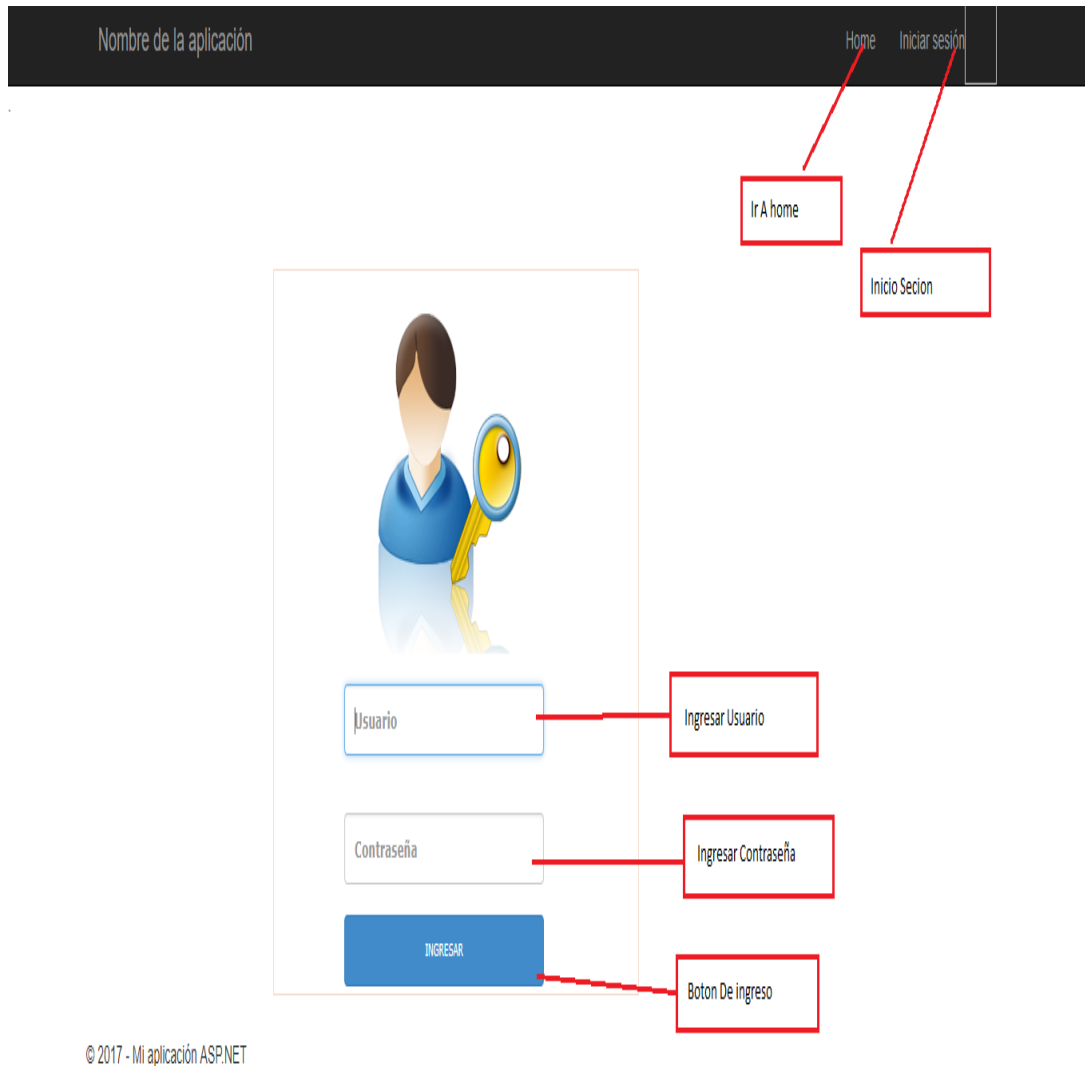 Nombre de la aplicación
Home
Iniciar sesión
Ir A home
Inicio Secion
Usuario
Ingresar Usuario
Contraseña
Ingresar Contraseña
INGRESAR
Boton De ingreso
© 2017 - Mi aplicación ASP.NET